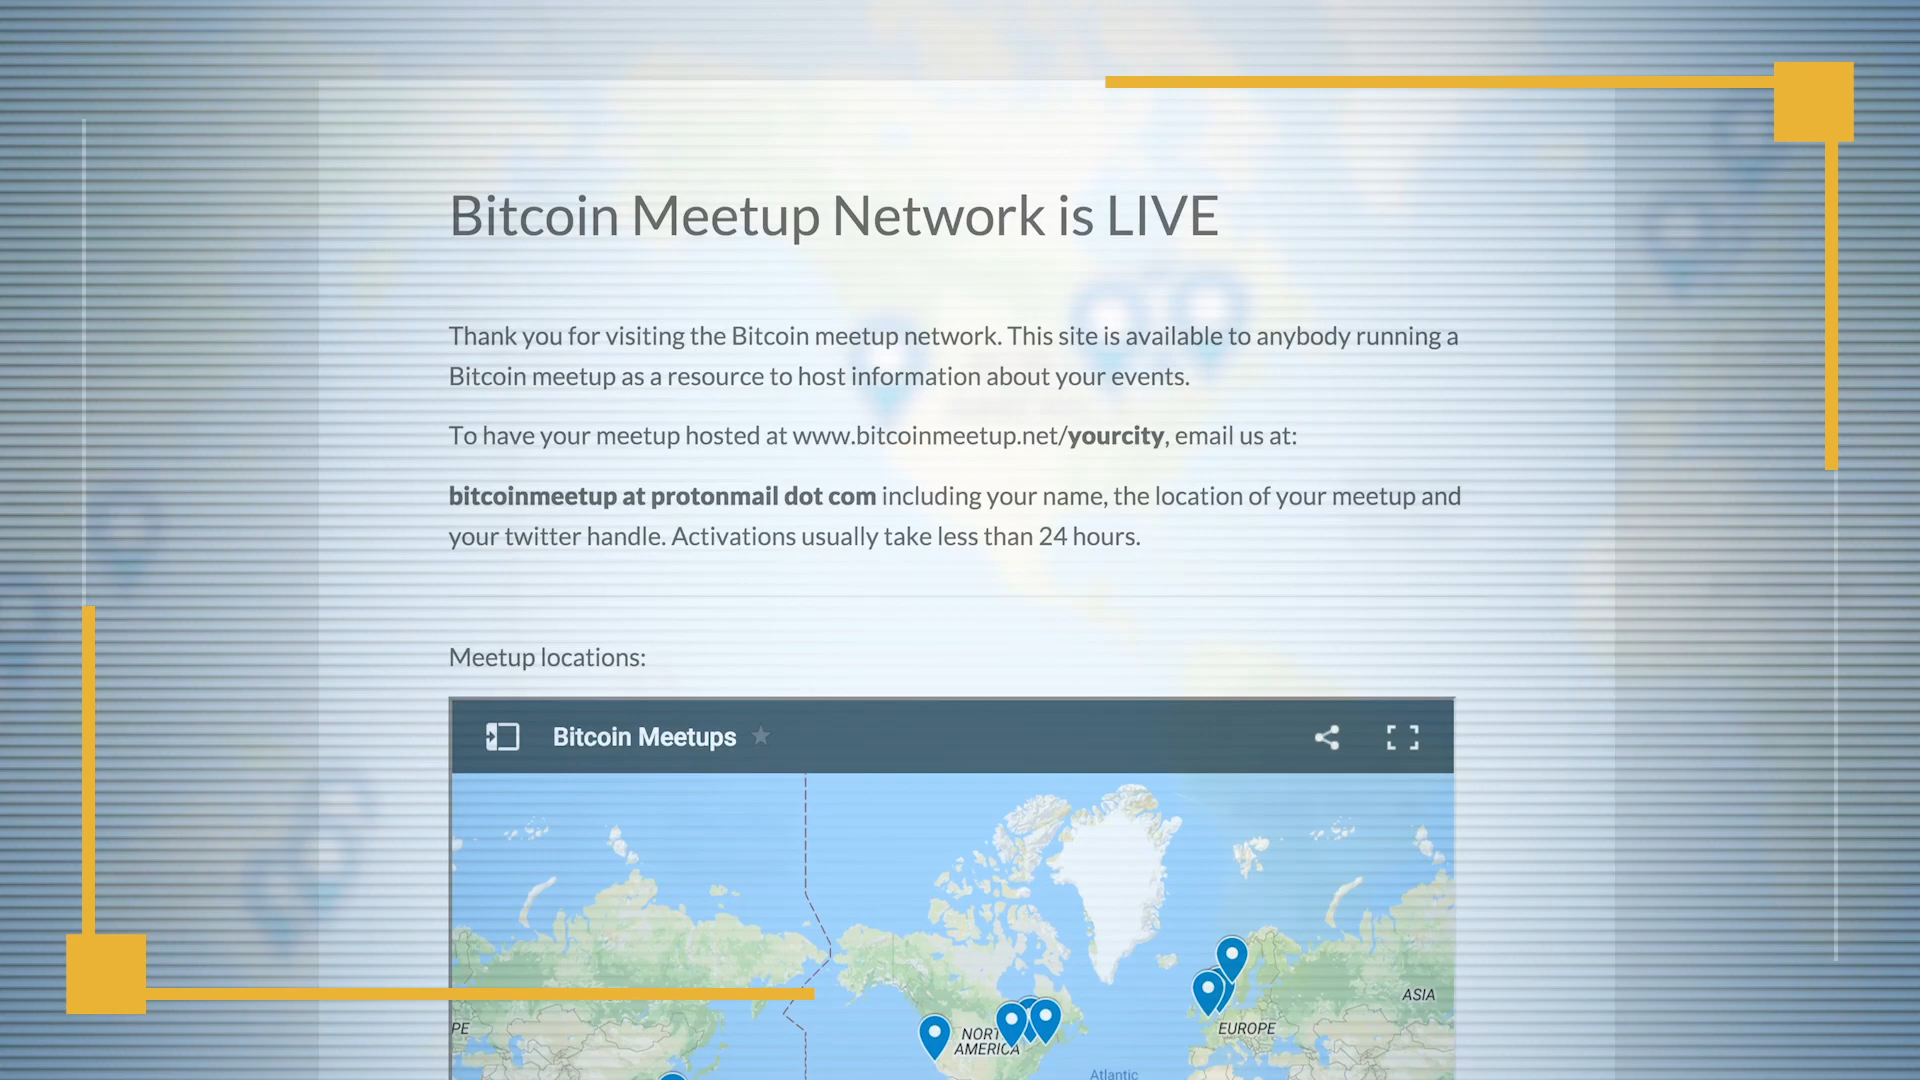 Bitcoin Meetup Network is LIVE
Thank you for visiting the Bitcoin meetup network. This site is available to anybody running a
Bitcoin meetup as a resource to host information about your events.
To have your meetup hosted at www.bitcoinmeetup.net/yourcity, email us at:
bitcoinmeetup at protonmail dot com including your name, the location of your meetup and
your twitter handle. Activations usually take less than 24 hours.
Meetup locations:
Bitcoin Meetups
ASIA
PE
EUROPE
NORTH
AMERICA
Atlantic